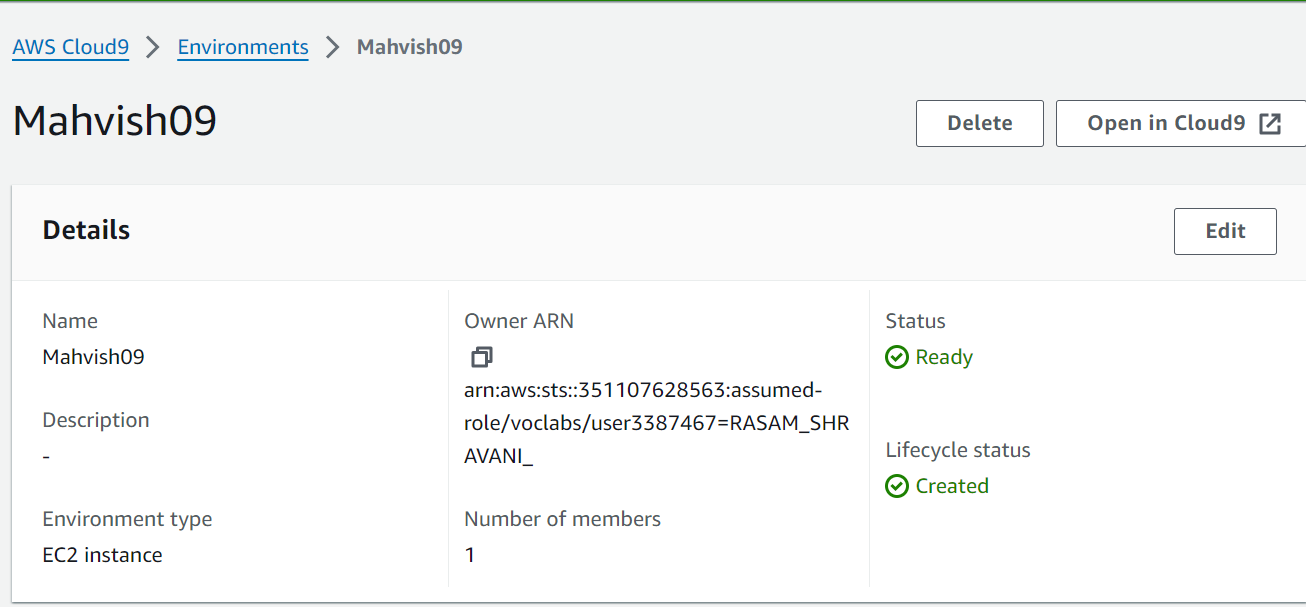 AWS Cloud9 > Environments > Mahvish09
Mahvish09
Delete
Open in Cloud9
Details
Edit
Name
Mahvish09
Description
-
Environment type
EC2 instance
Owner ARN
arn:aws:sts::351107628563:assumed-
role/voclabs/user3387467=RASAM_SHR
AVANI_
Number of members
1
Status
Ready
Lifecycle status
Created